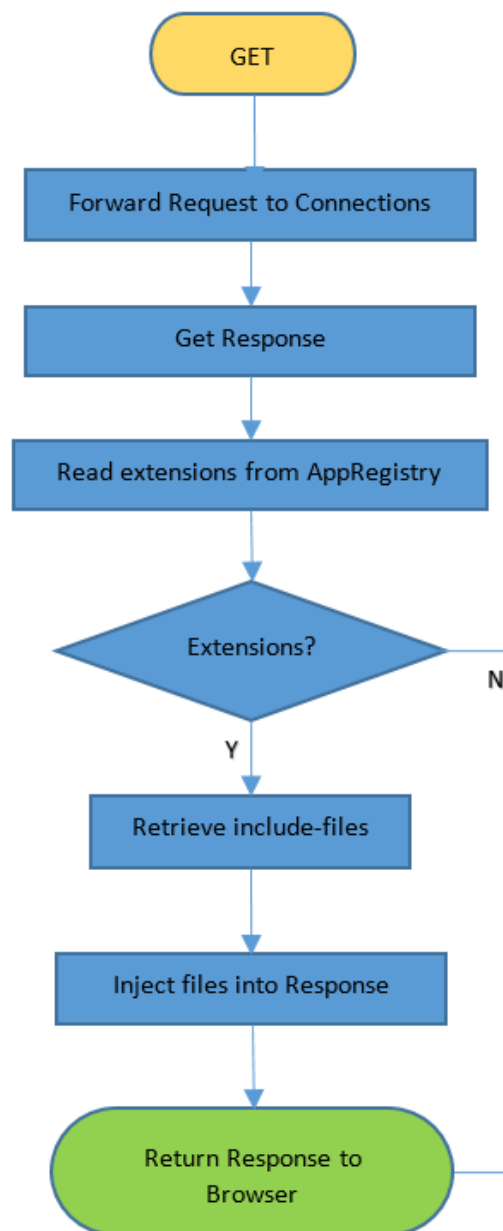 GET
Forward Request to Connections
Get Response
Read extensions from AppRegistry
Extensions?
N
Y
Retrieve include-files
Inject files into Response
Return Response to
Browser